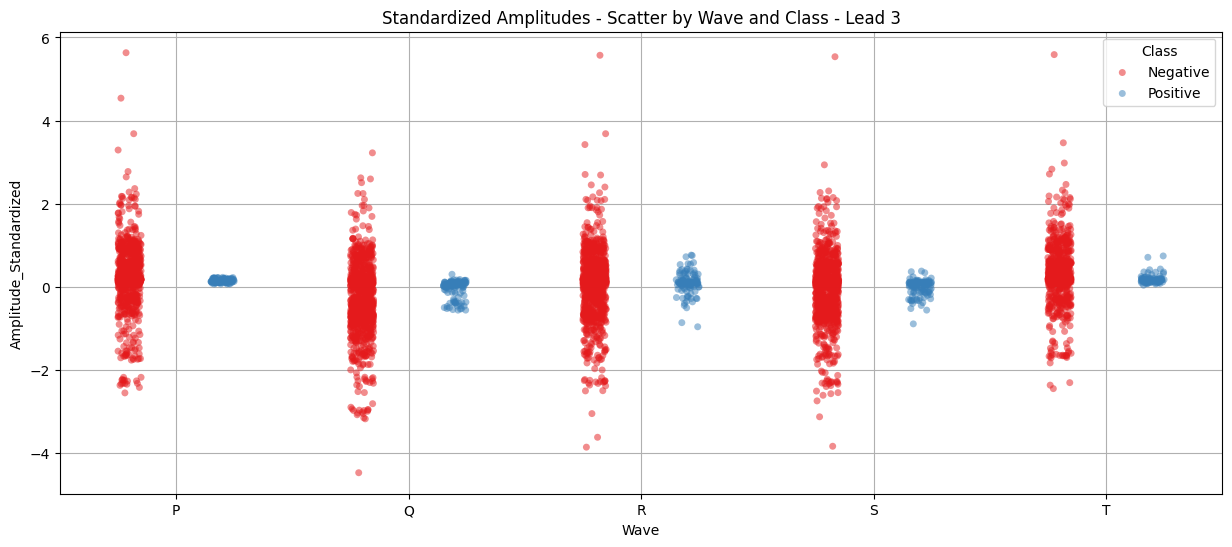 Standardized Amplitudes - Scatter by Wave and Class - Lead 3
Class
Negative
Positive
Amplitude_Standardized
6
4
2
0
−2
−4
P Q R S T
Wave